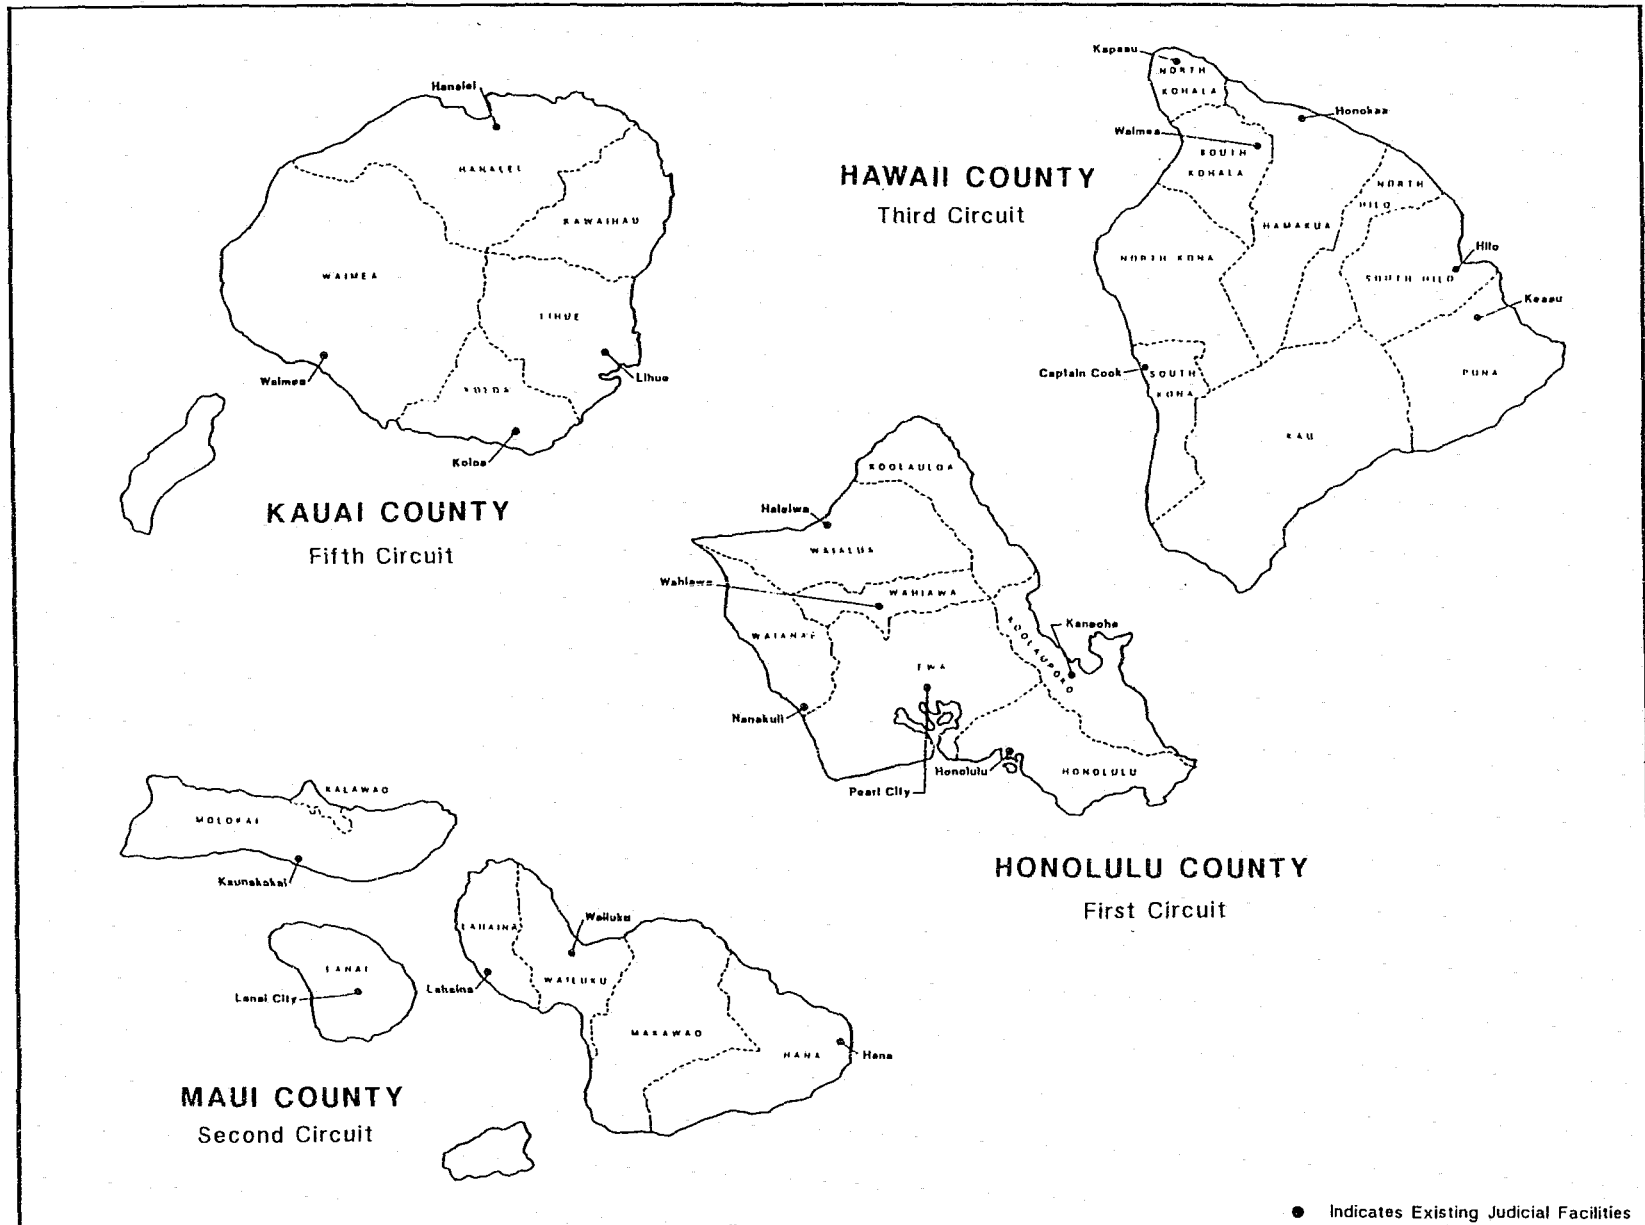 Hanalei
HANALEI
KAWAIHAU
WAIMEA
LIHUE
Waimea
Lihue
KOLOA
Koloa
KAUAI COUNTY
Fifth Circuit
Kapaau
NORTH
KOHALA
Honokaa
Waimea
SOUTH
KOHALA
NORTH
HILO
HAMAKUA
NORTH KONA
Hilo
SOUTH HILO
Keaau
Captain Cook
SOUTH
KONA
PUNA
KAU
HAWAII COUNTY
Third Circuit
KOOLAULOA
Haleiwa
WAIALUA
Wahiawa
WAHIAWA
WAIANAE
KOOLAUPOKO
Kaneohe
EWA
Nanakuli
Honolulu
HONOLULU
Pearl City
HONOLULU COUNTY
First Circuit
KALAWAO
MOLOKAI
Kaunakakai
LAHAINA
Wailuku
LANAI
Lanai City
Lahaina
WAILUKU
MAKAWAO
HANA
Hana
MAUI COUNTY
Second Circuit
Indicates Existing Judicial Facilities